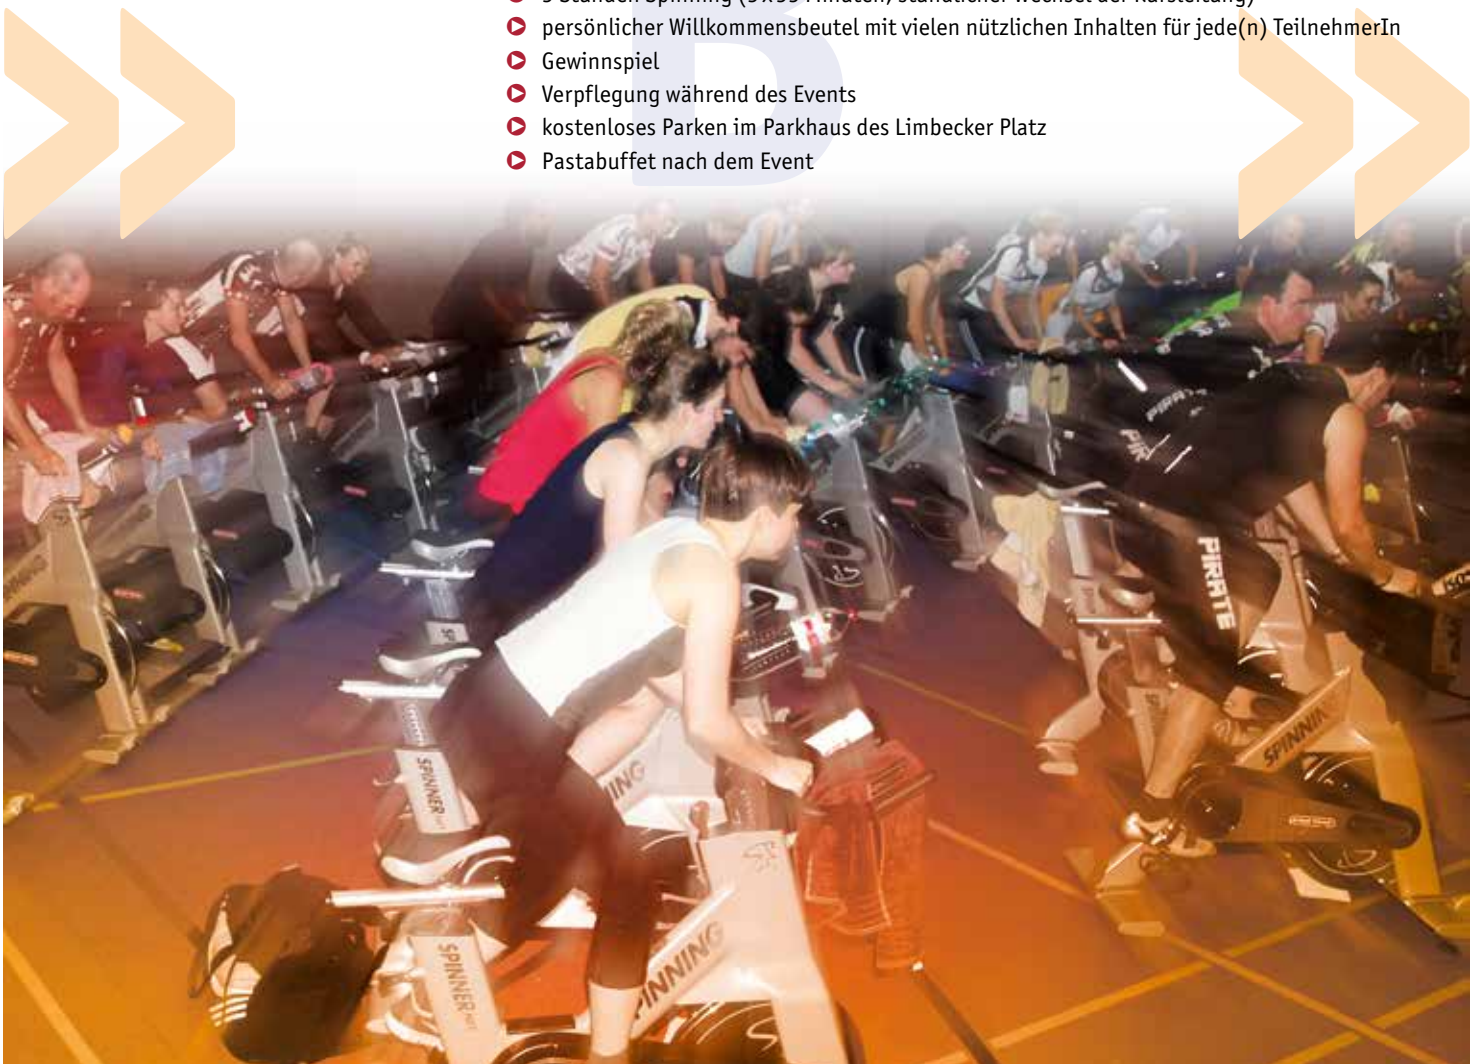 persönlicher Willkommensbeutel mit vielen nützlichen Inhalten für jede(n) TeilnehmerIn
Gewinnspiel
Verpflegung während des Events
kostenloses Parken im Parkhaus des Limbecker Platz
Pastabuffet nach dem Event
B
PIRATE
SPINNING
SPINNER
SPINNING
SPINNER
SPINNING